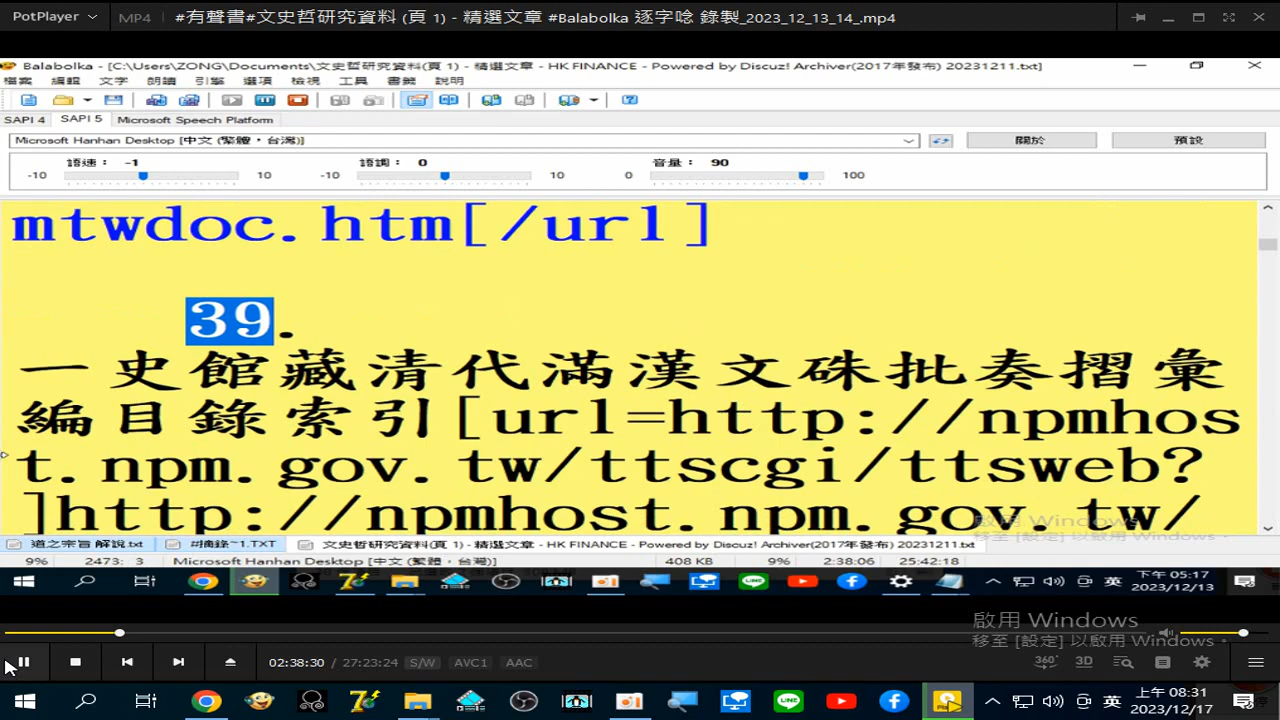 PotPlayer
MP4
#有聲書#文史哲研究資料 (頁 1) - 精選文章 #Balabolka 逐字唸 錄製_2023_12_13_14_.mp4
Balabolka - [C:\Users\ZONG\Documents\文史哲研究資料(頁 1) - 精選文章 - HK FINANCE - Powered by Discuz! Archiver(2017年發布) 20231211.txt]
檔案 編輯 文字 朗讀 引擎 選項 檢視 工具 書籤 說明
SAPI 4 SAPI 5 Microsoft Speech Platform
Microsoft Hanhan Desktop [中文 (繁體，台灣)]
關於 預設
語速： -1 語調： 0 音量： 90
-10 10 -10 10 0 100
mtwdoc.htm[/url]
39.
一史館藏清代滿漢文硃批奏摺彙
編目錄索引[url=http://npmhos
t.npm.gov.tw/ttscgi/ttsweb?
]http://npmhost.npm.gov.tw/
啟用 Windows
移至 [設定] 以啟用 Windows。
道之宗旨 解說.txt #摘錄~1.TXT 文史哲研究資料(頁 1) - 精選文章 - HK FINANCE - Powered by Discuz! Archiver(2017年發布) 20231211.txt
9% 2473: 3 Microsoft Hanhan Desktop [中文 (繁體，台灣)] 408 KB 9% 2:38:06 25:42:18
英 下午 05:17
2023/12/13
啟用 Windows
移至 [設定] 以啟用 Windows。
02:38:30 / 27:23:24 S/W AVC1 AAC
360° 3D
英 上午 08:31
2023/12/17